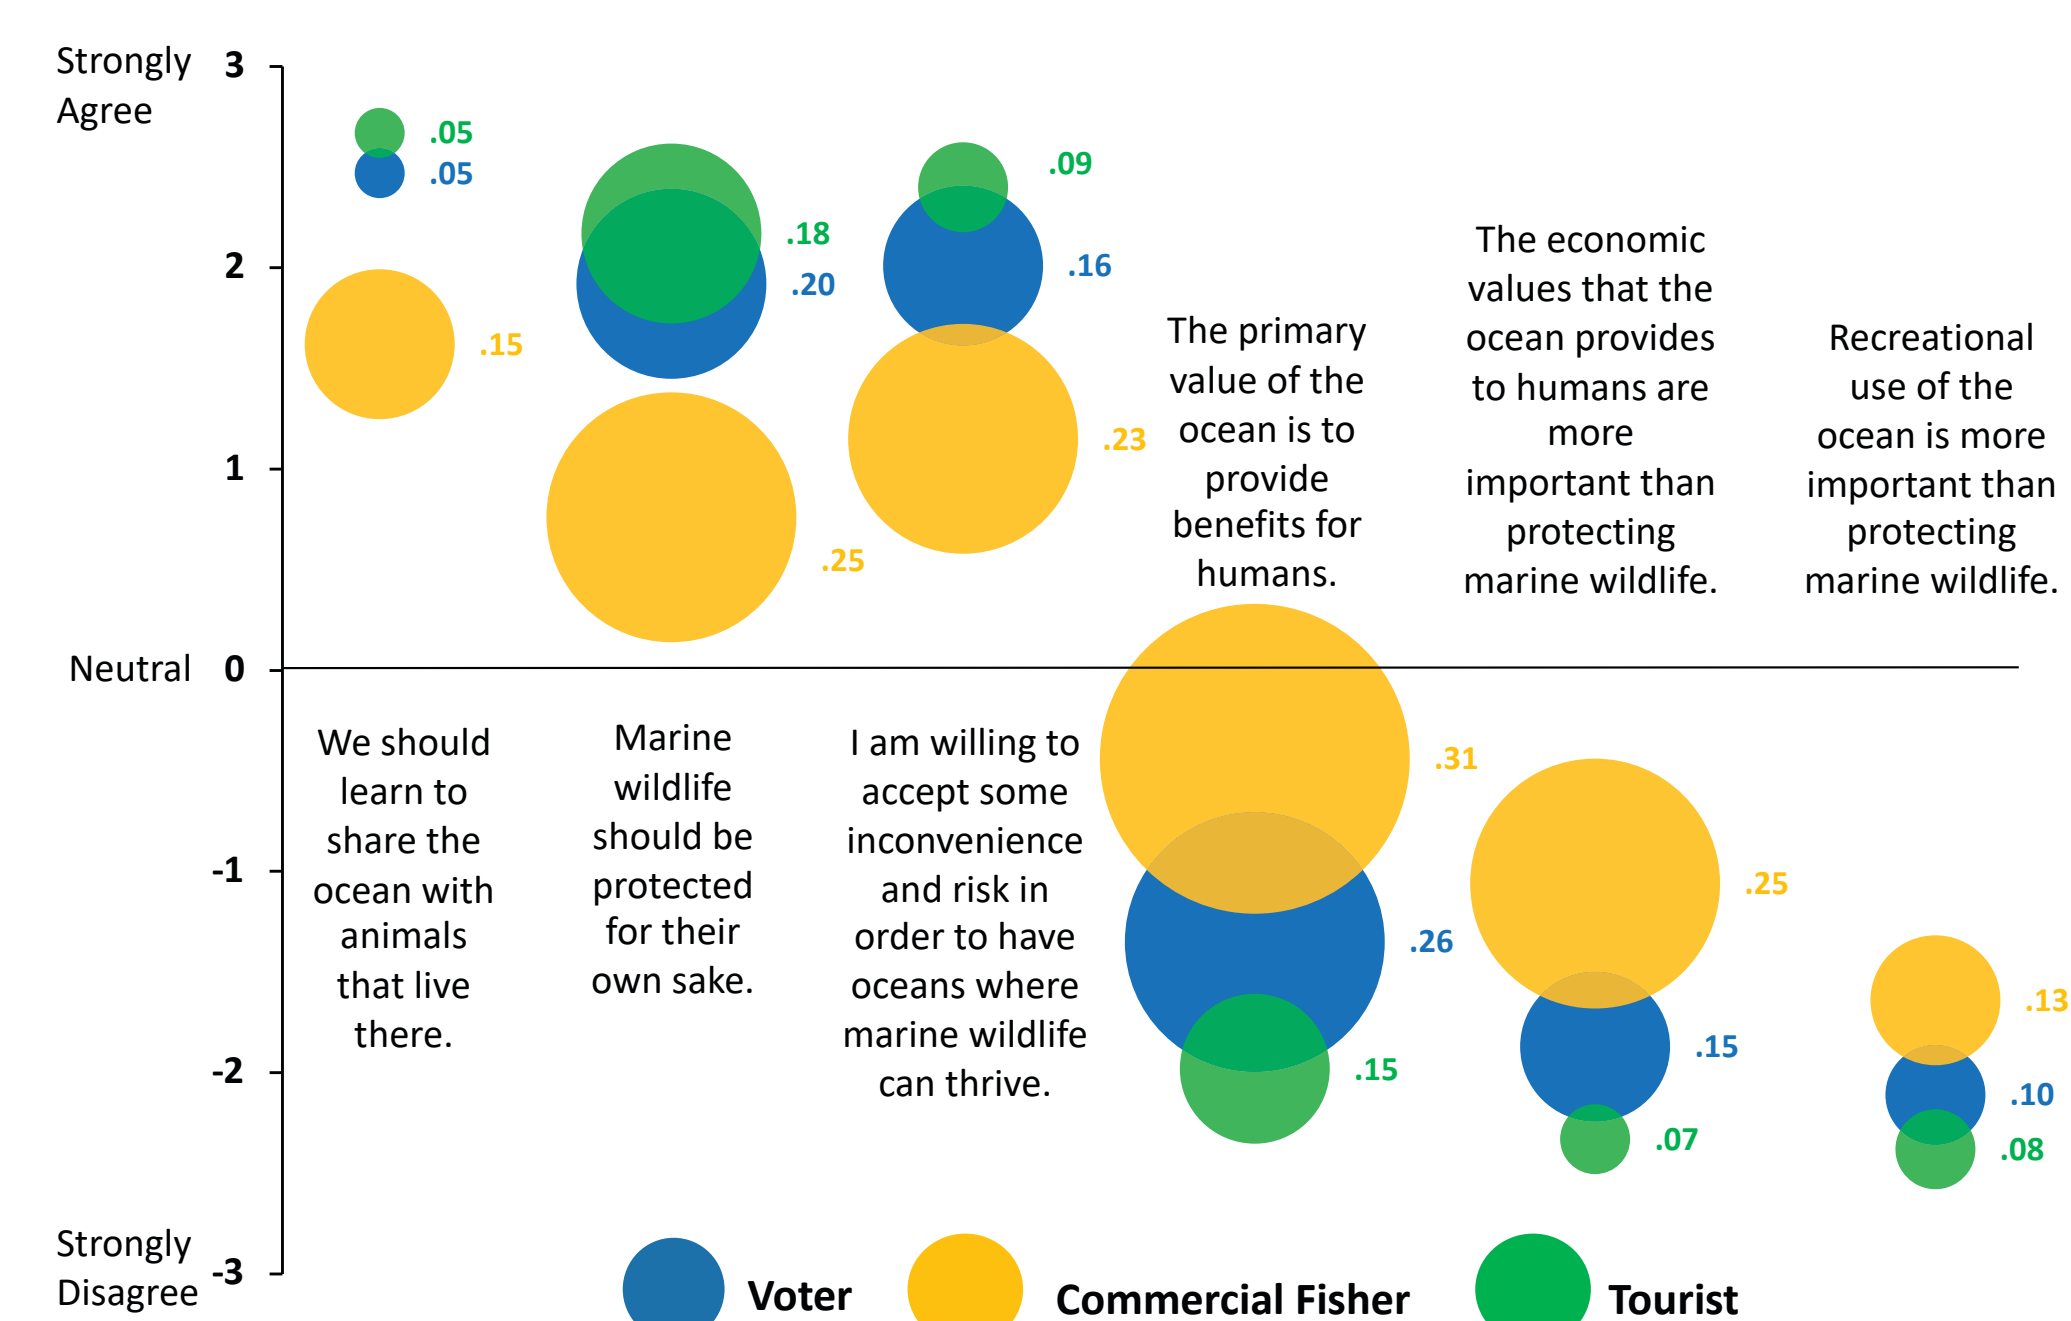 Strongly
Agree
3
2
1
Neutral 0
-1
-2
Strongly
Disagree
-3
.05
.05
.15
We should
learn to
share the
ocean with
animals
that live
there.
.18
.20
.25
Marine
wildlife
should be
protected
for their
own sake.
.09
.16
.23
I am willing to
accept some
inconvenience
and risk in
order to have
oceans where
marine wildlife
can thrive.
The primary
value of the
ocean is to
provide
benefits for
humans.
.31
.26
.15
The economic
values that the
ocean provides
to humans are
more
important than
protecting
marine wildlife.
.25
.15
.07
Recreational
use of the
ocean is more
important than
protecting
marine wildlife.
.13
.10
.08
Voter
Commercial Fisher
Tourist